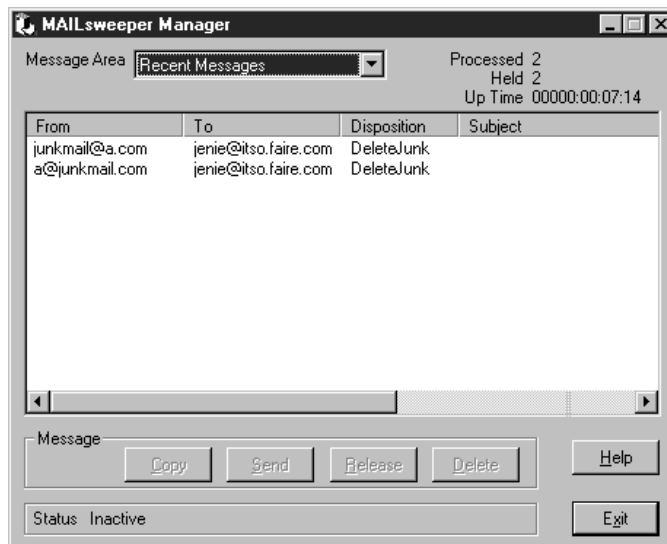 MAILsweeper Manager
Message Area Recent Messages
Processed 2
Held 2
Up Time 00000:00:07:14
From To Disposition Subject
junkmail@a.com jenie@itso.faire.com DeleteJunk
a@junkmail.com jenie@itso.faire.com DeleteJunk
Message
Copy Send Release Delete
Help
Status Inactive
Exit